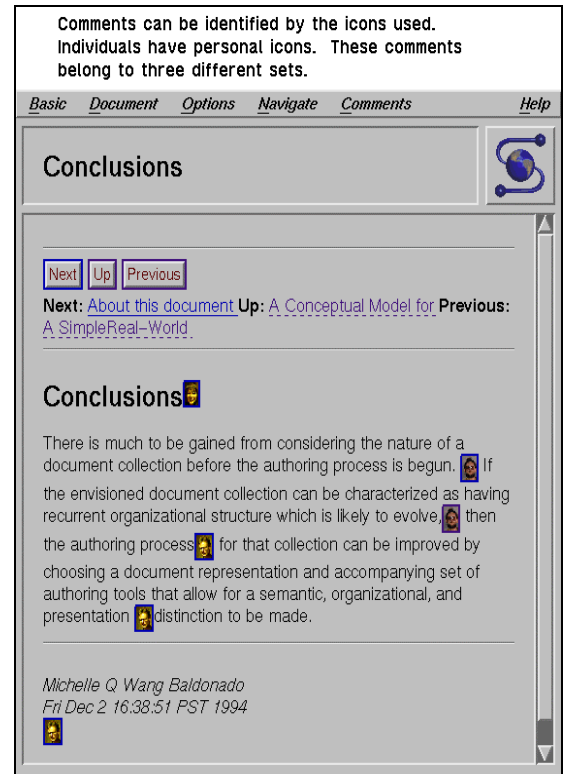 Comments can be identified by the icons used.
Individuals have personal icons. These comments
belong to three different sets.
Basic Document Options Navigate Comments Help
Conclusions
Next Up Previous
Next: About this document Up: A Conceptual Model for Previous:
A SimpleReal–World
Conclusions
There is much to be gained from considering the nature of a
document collection before the authoring process is begun. If
the envisioned document collection can be characterized as having
recurrent organizational structure which is likely to evolve, then
the authoring process for that collection can be improved by
choosing a document representation and accompanying set of
authoring tools that allow for a semantic, organizational, and
presentation distinction to be made.
Michelle Q Wang Baldonado
Fri Dec 2 16:38:51 PST 1994